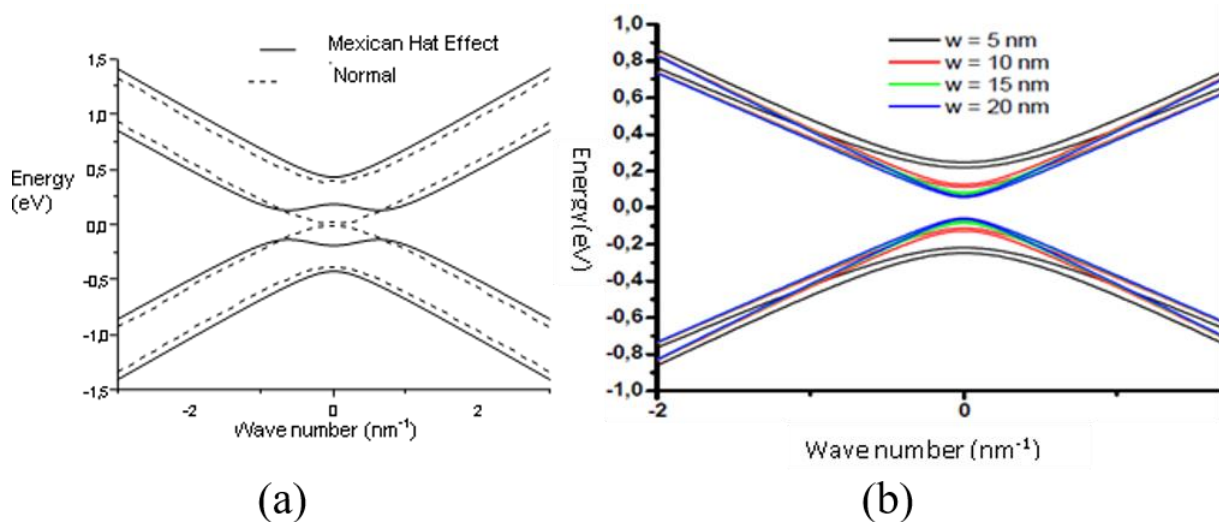 Mexican Hat Effect
Normal
1,5
1,0
0,5
0,0
-0,5
-1,0
-1,5
Energy
(eV)
-2
0
2
Wave number (nm⁻¹)
(a)
1,0
0,8
0,6
0,4
0,2
0,0
-0,2
-0,4
-0,6
-0,8
-1,0
Energy(eV)
w = 5 nm
w = 10 nm
w = 15 nm
w = 20 nm
-2
0
Wave number (nm⁻¹)
(b)